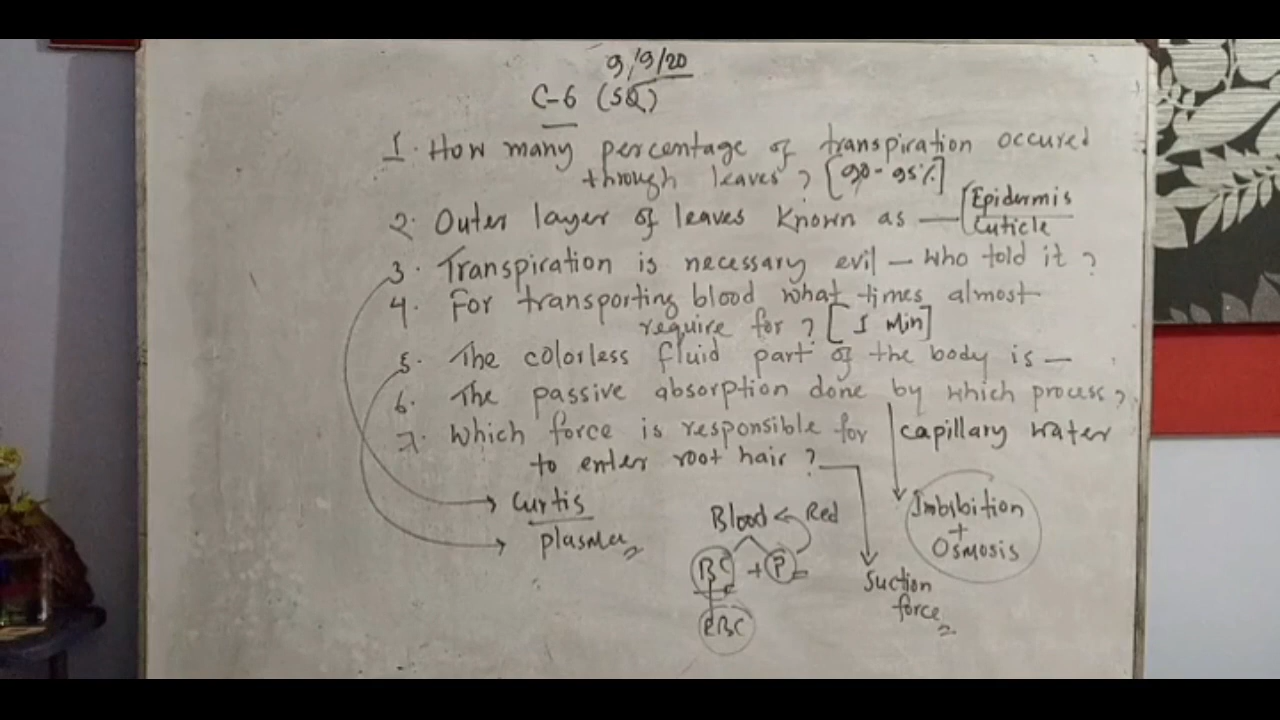 9/9/20
C-6 (SQ)
1. How many percentage of transpiration occured
through leaves? [90-95%]
2. Outer layer of leaves known as — [Epidermis
Cuticle
3. Transpiration is necessary evil — who told it?
4. For transporting blood what times almost
require for? [1 Min]
5. The colorless fluid part of the body is —
6. The passive absorption done by which process?
7. Which force is responsible for capillary water
to enter root hair?
Curtis
plasma
Blood ← Red
BC + P
RBC
Imbibition
+
Osmosis
Suction
force